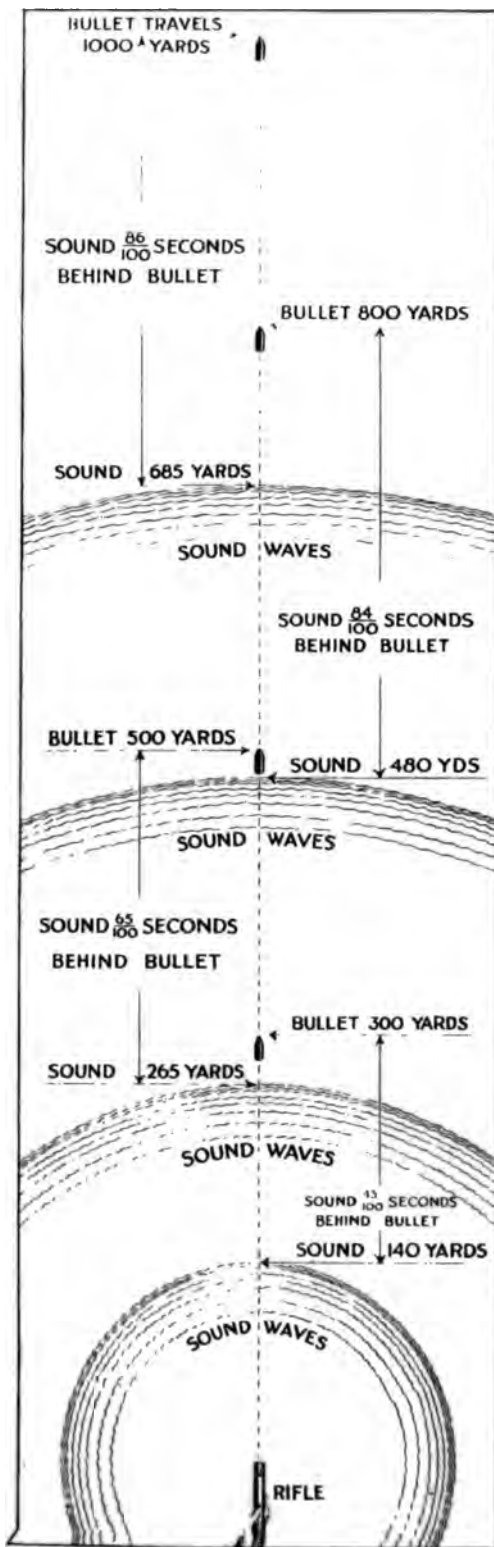 BULLET TRAVELS
1000 YARDS
SOUND 86/100 SECONDS
BEHIND BULLET
BULLET 800 YARDS
SOUND 685 YARDS
SOUND WAVES
SOUND 84/100 SECONDS
BEHIND BULLET
BULLET 500 YARDS
SOUND 480 YDS
SOUND WAVES
SOUND 65/100 SECONDS
BEHIND BULLET
BULLET 300 YARDS
SOUND 265 YARDS
SOUND WAVES
SOUND 43/100 SECONDS
BEHIND BULLET
SOUND 140 YARDS
SOUND WAVES
RIFLE